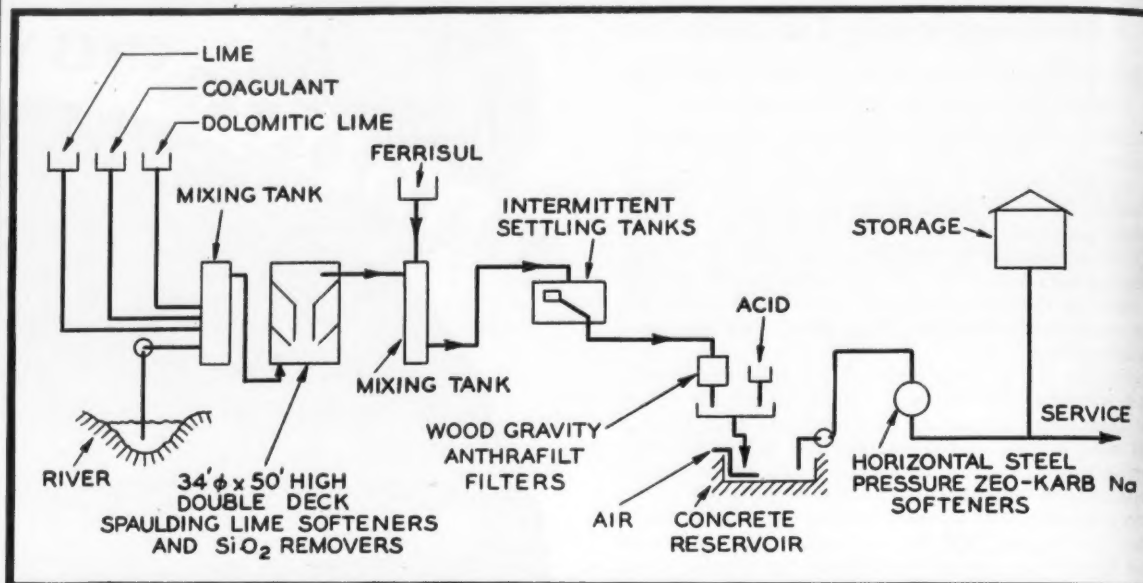 LIME
COAGULANT
DOLOMITIC LIME
MIXING TANK
FERRISUL
INTERMITTENT
SETTLING TANKS
STORAGE
ACID
MIXING TANK
WOOD GRAVITY
ANTHRAFILT
FILTERS
RIVER
34'ϕ x 50' HIGH
DOUBLE DECK
SPAULDING LIME SOFTENERS
AND SiO2 REMOVERS
AIR
CONCRETE
RESERVOIR
SERVICE
HORIZONTAL STEEL
PRESSURE ZEO-KARB Na
SOFTENERS